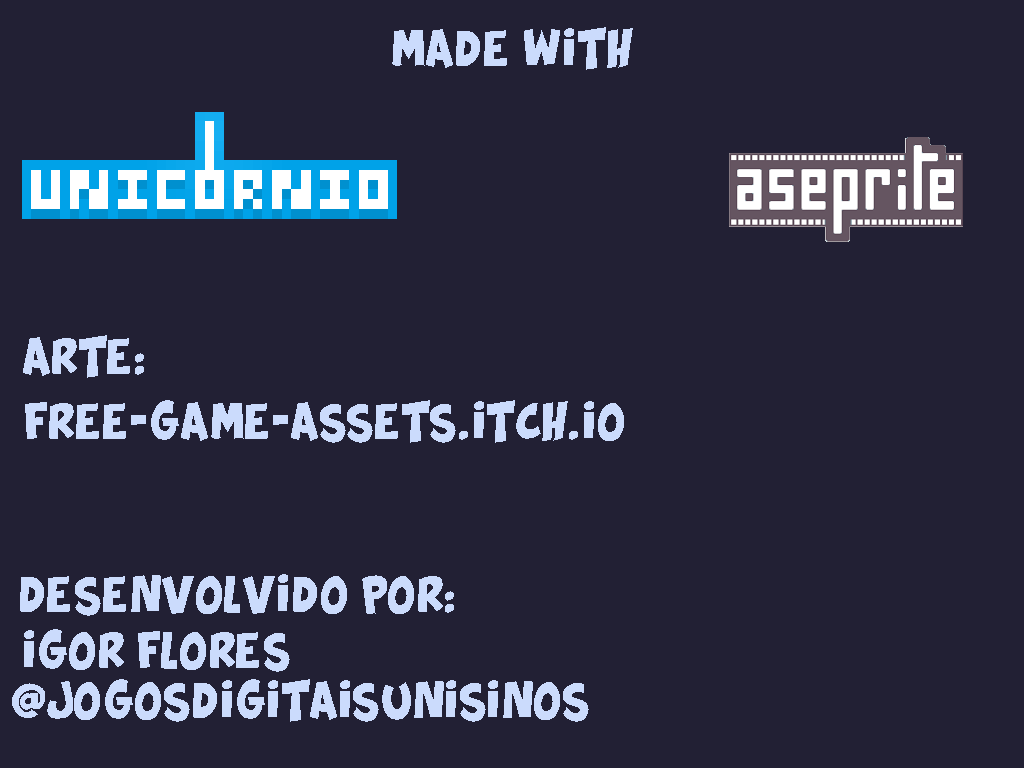 MADE WiTH
UNICORNIO
aseprite
ARTE:
FREE-GAME-ASSETS.iTCH.iO
DESENVOLViDO POR:
iGOR FLORES
@JOGOSDiGiTAiSUNiSiNOS